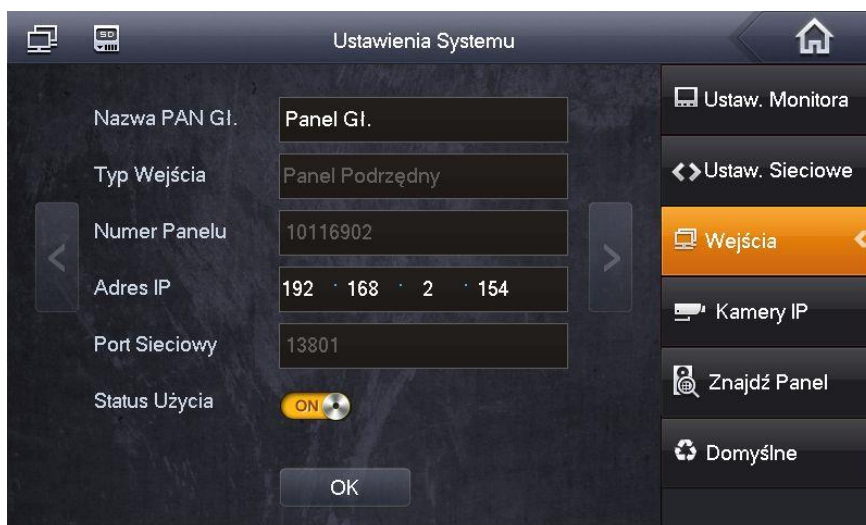 SD
Ustawienia Systemu
Nazwa PAN Gł. Panel Gł.
Typ Wejścia Panel Podrzędny
Numer Panelu 10116902
Adres IP 192 · 168 · 2 · 154
Port Sieciowy 13801
Status Użycia ON
OK
Ustaw. Monitora
Ustaw. Sieciowe
Wejścia
Kamery IP
Znajdź Panel
Domyślne